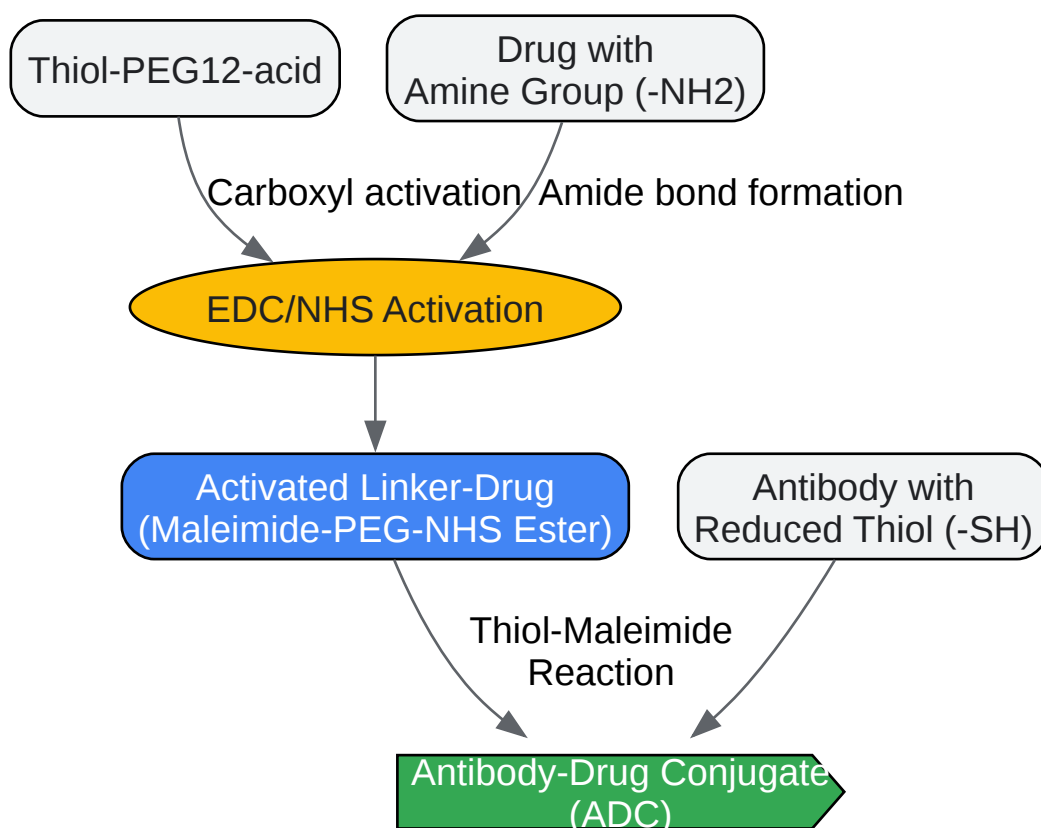 Thiol-PEG12-acid
Drug with
Amine Group (-NH2)
Carboxyl activation
Amide bond formation
EDC/NHS Activation
Activated Linker-Drug
(Maleimide-PEG-NHS Ester)
Antibody with
Reduced Thiol (-SH)
Thiol-Maleimide
Reaction
Antibody-Drug Conjugate
(ADC)